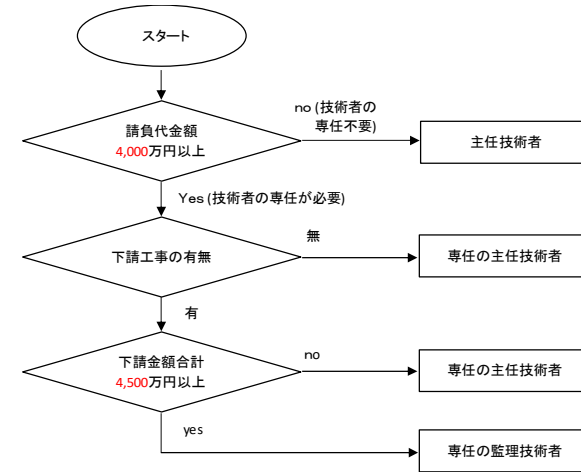 スタート
no (技術者の
専任不要)
請負代金額
4,000万円以上
主任技術者
Yes (技術者の専任が必要)
無
下請工事の有無
専任の主任技術者
有
下請金額合計
4,500万円以上
no
専任の主任技術者
yes
専任の監理技術者